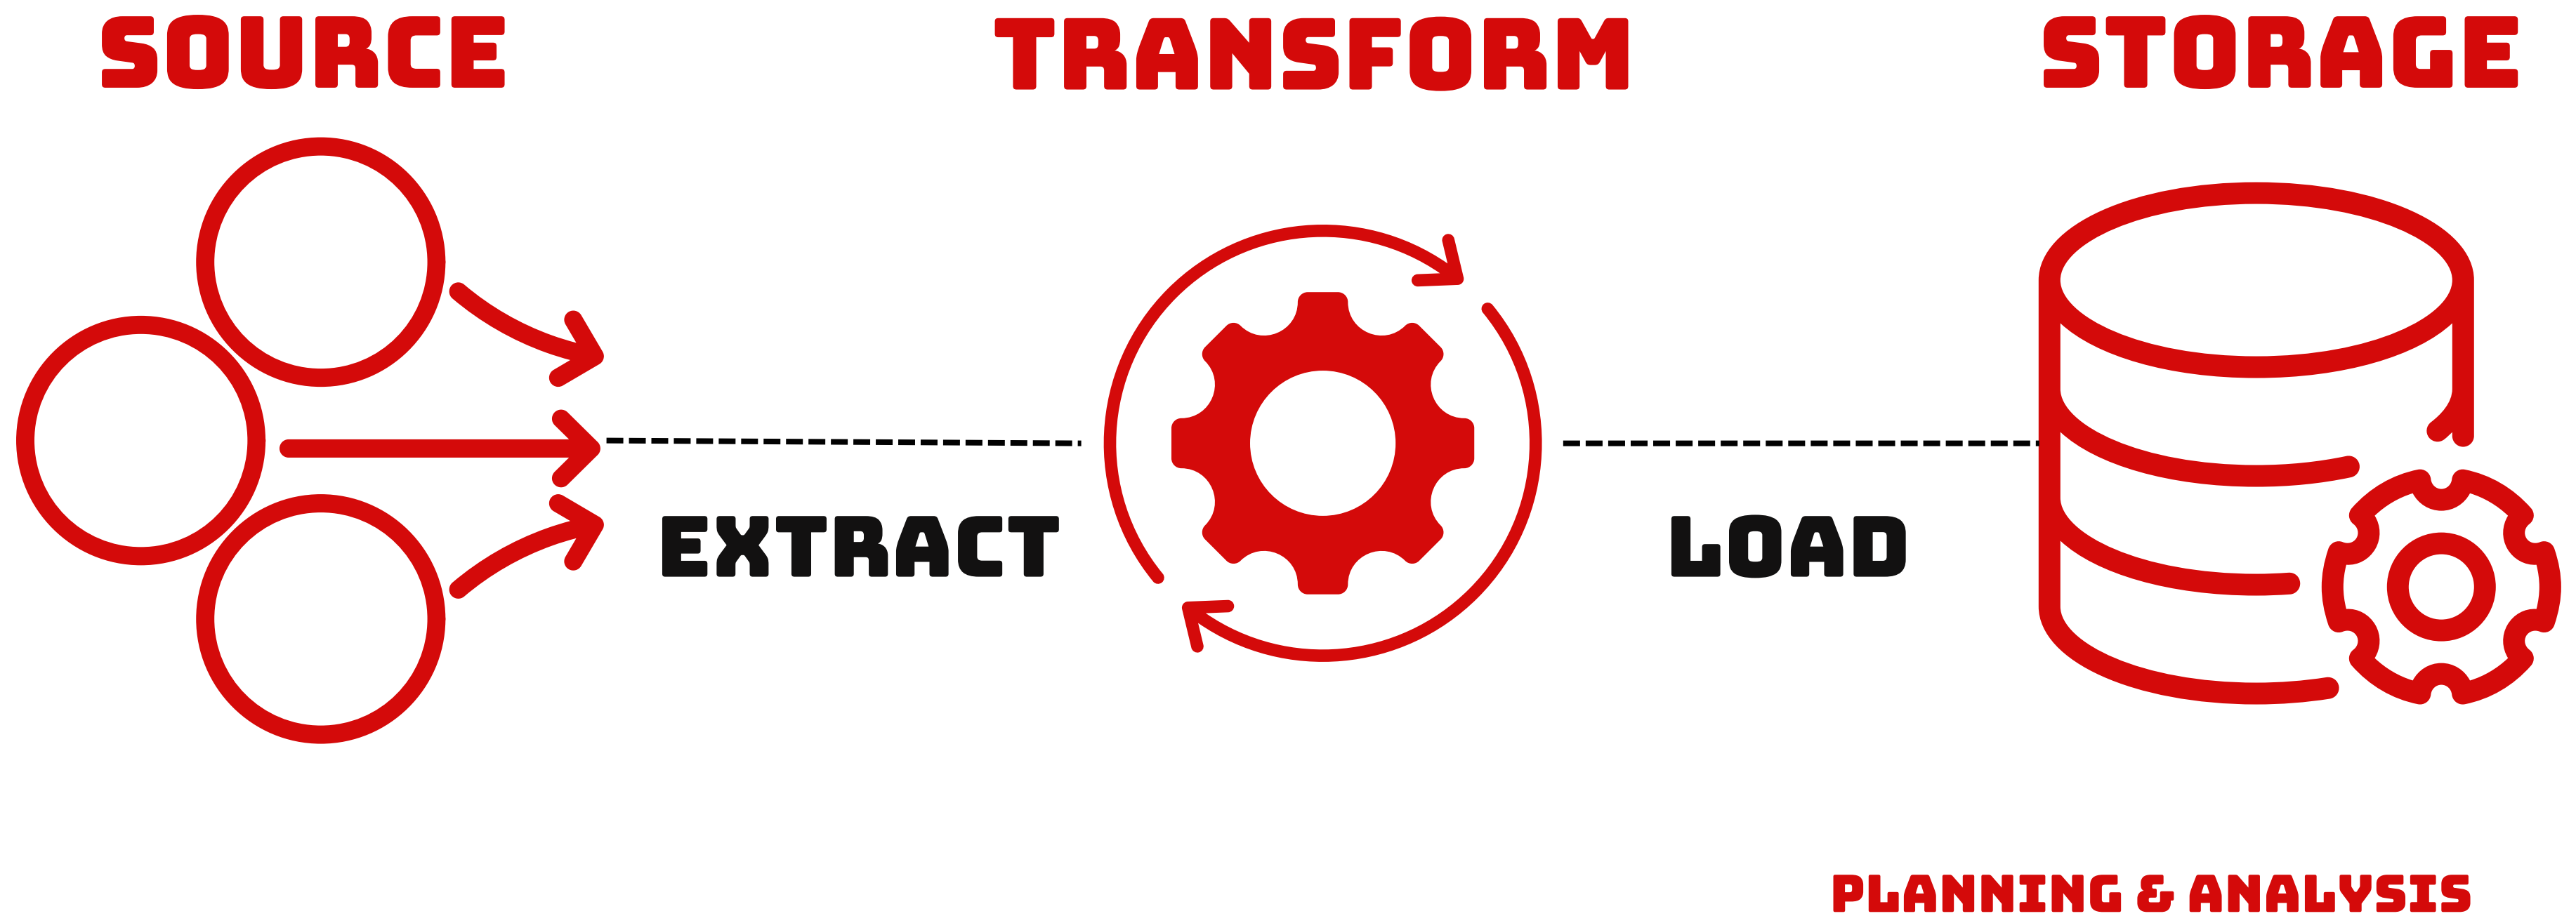 SOURCE
TRANSFORM
STORAGE
EXTRACT
LOAD
PLANNING & ANALYSIS